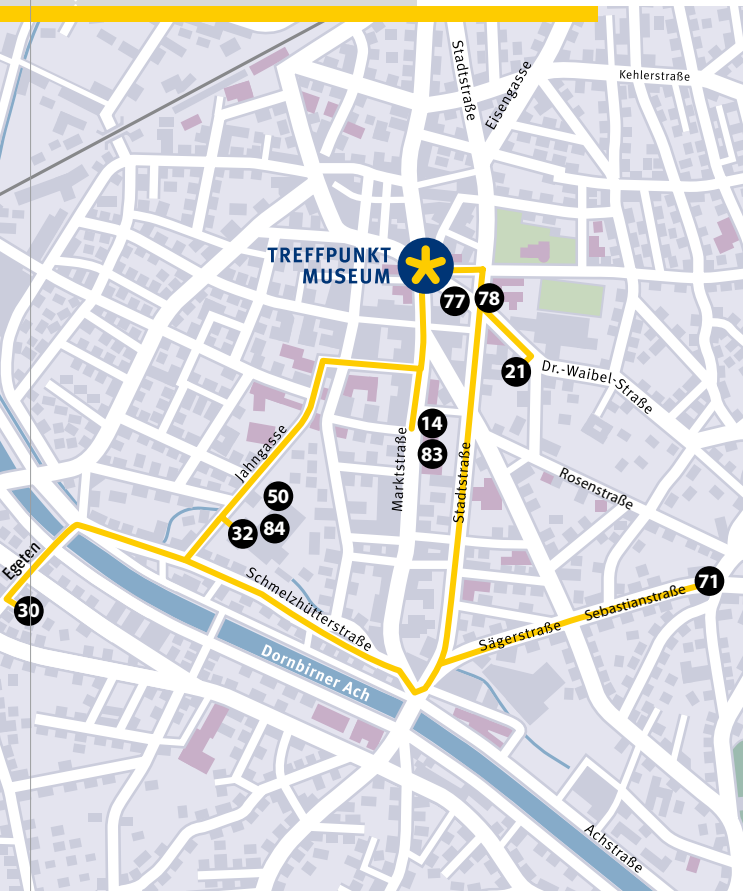 Stadtstraße
Eisengasse
Kehlerstraße
TREFFPUNKT
MUSEUM
77
78
21
Dr.-Waibel-Straße
14
83
Jahngasse
Marktstraße
Stadtstraße
Rosenstraße
50
32
84
Egeten
30
Schmelzhütterstraße
71
Sebastianstraße
Sägerstraße
Dornbirner Ach
Achstraße